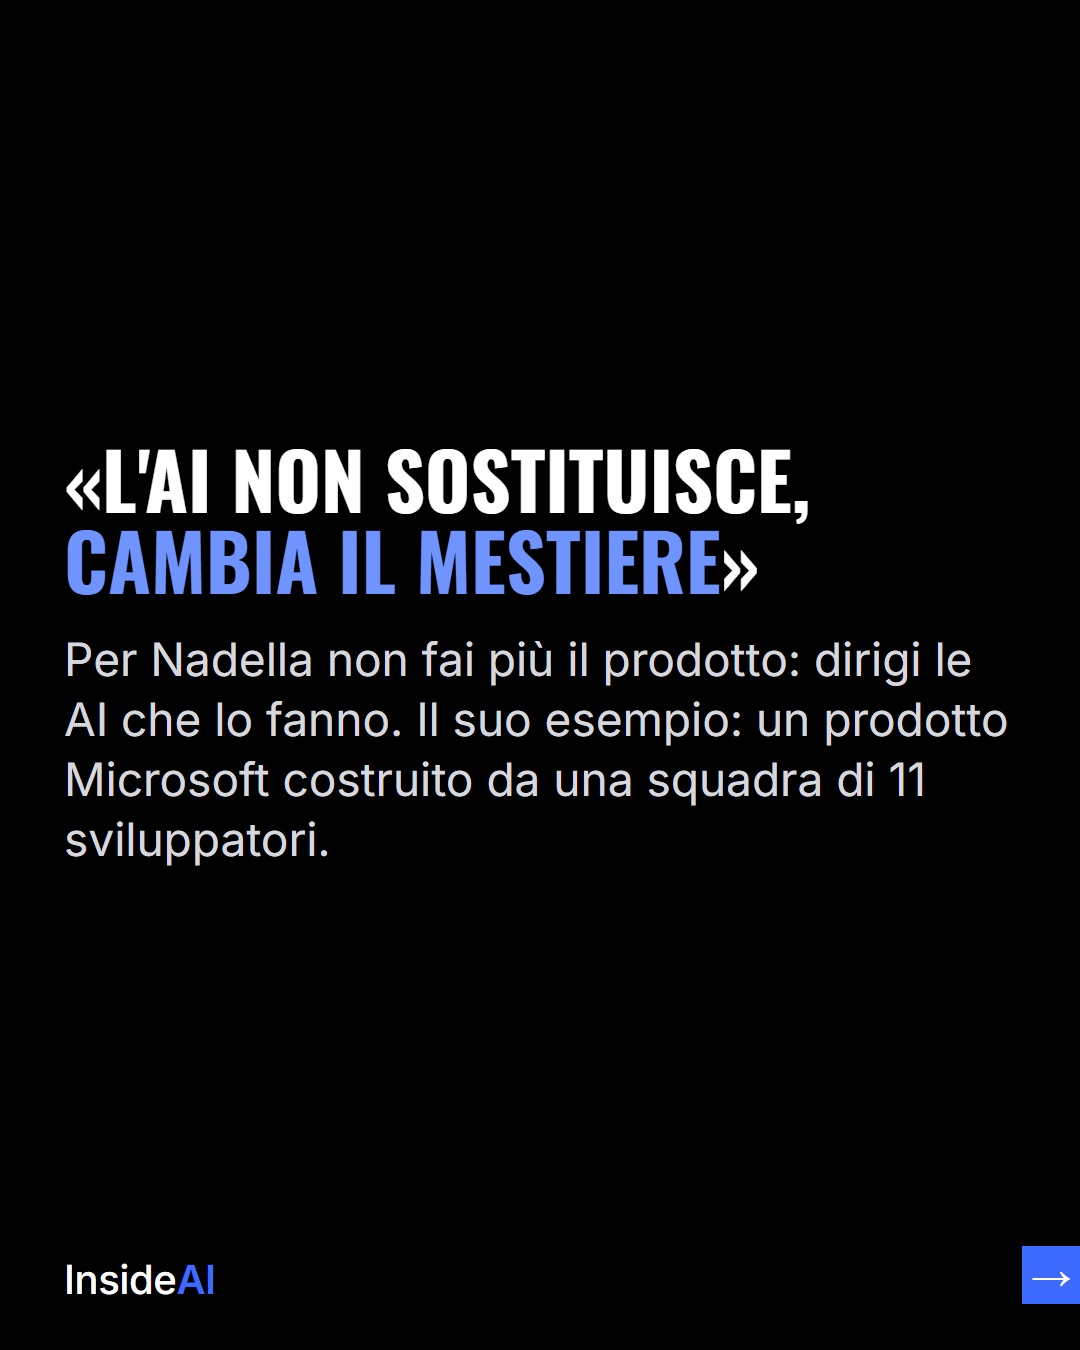 «L'AI NON SOSTITUISCE,
CAMBIA IL MESTIERE»
Per Nadella non fai più il prodotto: dirigi le
AI che lo fanno. Il suo esempio: un prodotto
Microsoft costruito da una squadra di 11
sviluppatori.
InsideAI
→